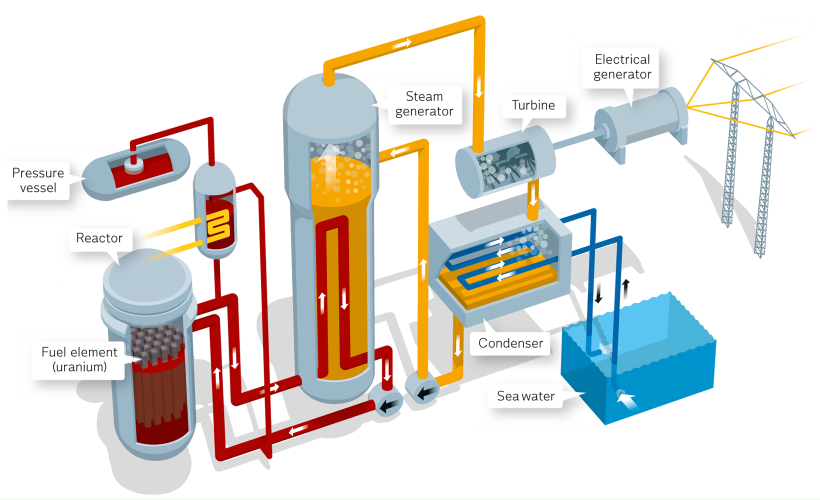 Electrical
generator
Steam
generator
Turbine
Pressure
vessel
Reactor
Fuel element
(uranium)
Condenser
Sea water